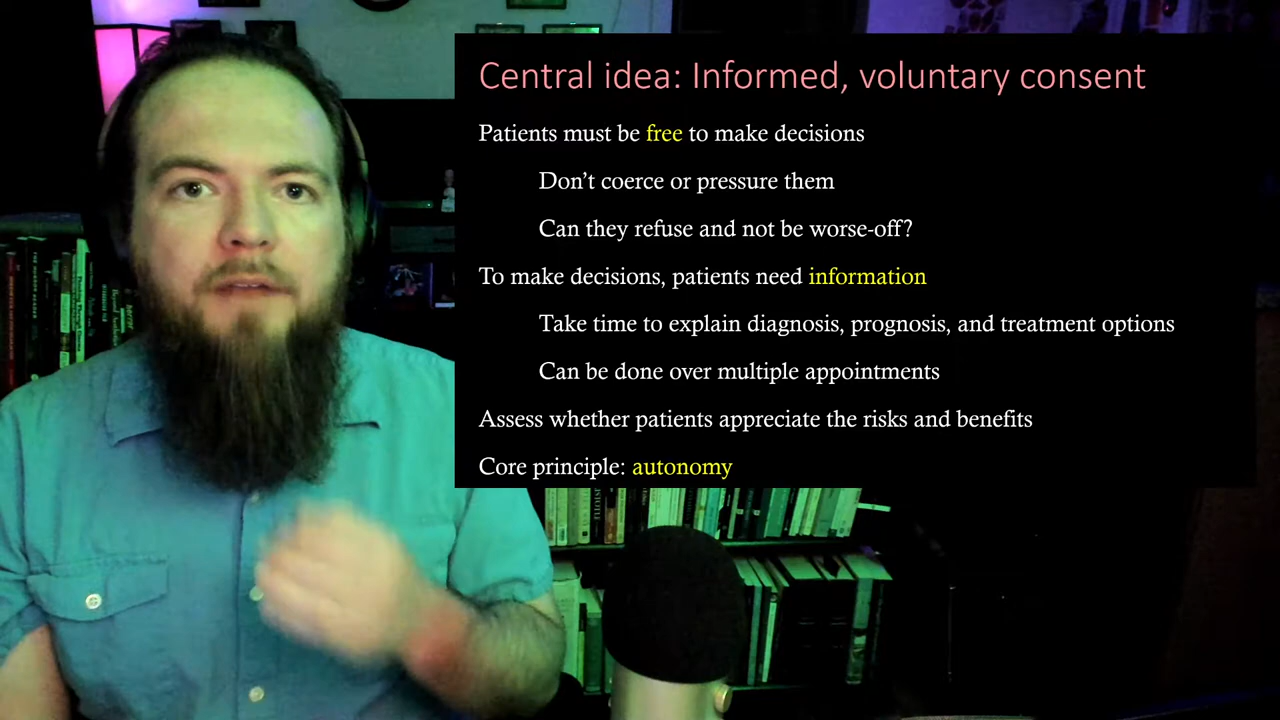 Central idea: Informed, voluntary consent
Patients must be free to make decisions
Don't coerce or pressure them
Can they refuse and not be worse-off?
To make decisions, patients need information
Take time to explain diagnosis, prognosis, and treatment options
Can be done over multiple appointments
Assess whether patients appreciate the risks and benefits
Core principle: autonomy